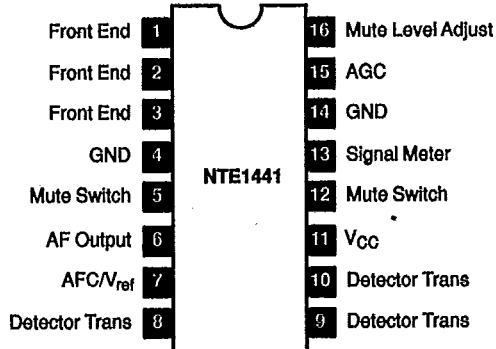 Front End 1 16 Mute Level Adjust
Front End 2 15 AGC
Front End 3 14 GND
GND 4 13 Signal Meter
NTE1441
Mute Switch 5 12 Mute Switch
AF Output 6 11 VCC
AFC/Vref 7 10 Detector Trans
Detector Trans 8 9 Detector Trans